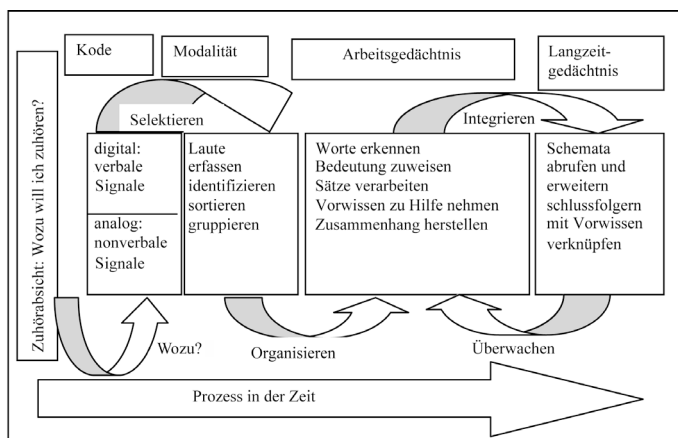 Kode
Modalität
Arbeitsgedächtnis
Langzeit-
gedächtnis
Zuhörabsicht: Wozu will ich zuhören?
Selektieren
Integrieren
digital:
verbale
Signale
analog:
nonverbale
Signale
Laute
erfassen
identifizieren
sortieren
gruppieren
Worte erkennen
Bedeutung zuweisen
Sätze verarbeiten
Vorwissen zu Hilfe nehmen
Zusammenhang herstellen
Schemata
abrufen und
erweitern
schlussfolgern
mit Vorwissen
verknüpfen
Wozu?
Organisieren
Überwachen
Prozess in der Zeit